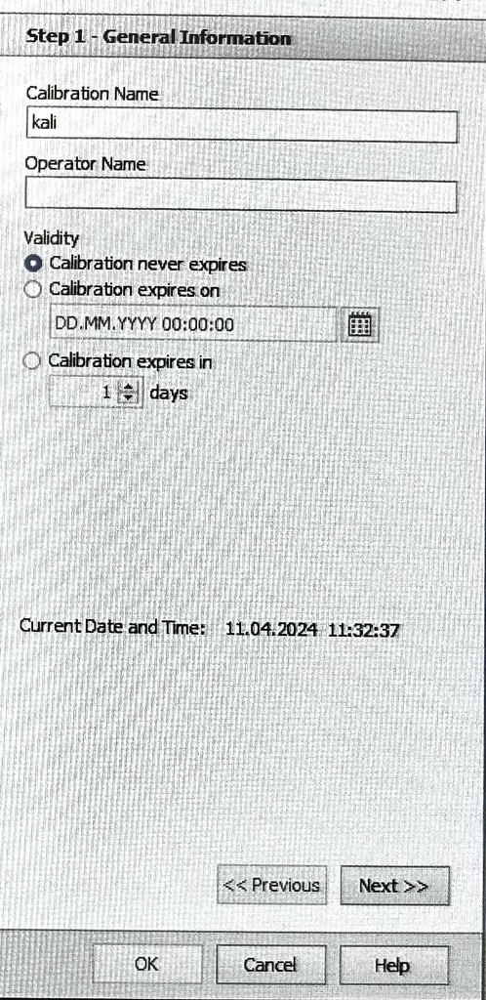 Step 1 - General Information
Calibration Name
kali
Operator Name
Validity
Calibration never expires
Calibration expires on
DD.MM.YYYY 00:00:00
Calibration expires in
1 days
Current Date and Time: 11.04.2024 11:32:37
<< Previous Next >>
OK Cancel Help